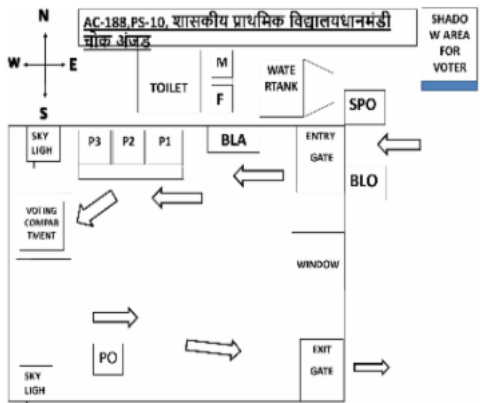 N
W E
S
AC-188,PS-10, शासकीय प्राथमिक विद्यालयधानमंडी
चोक अंजड
SHADO
W AREA
FOR
VOTER
TOILET
M
F
WATE
RTANK
SPO
SKY
LIGH
P3
P2
P1
BLA
ENTRY
GATE
BLO
VOTING
COMPAR
TMENT
WINDOW
PO
EXIT
GATE
SKY
LIGH